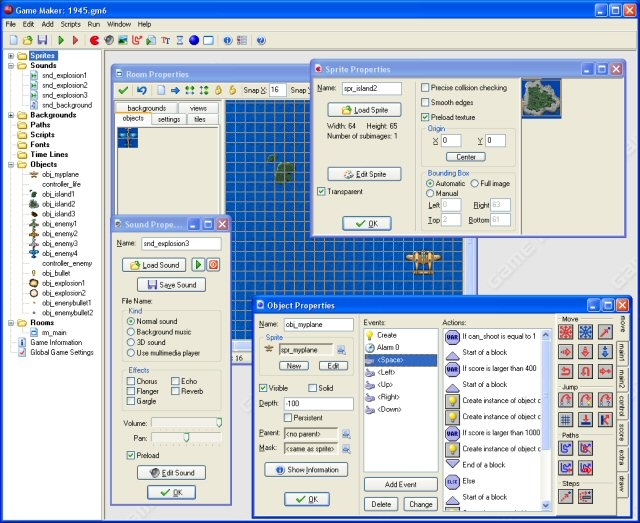 Game Maker: 1945.gm6
File Edit Add Scripts Run Windows Help
Sprites
Sounds
snd_explosion1
snd_explosion2
snd_explosion3
snd_background
Backgrounds
Paths
Scripts
Fonts
Time Lines
Objects
obj_myplane
controller_life
obj_island1
obj_island2
obj_island3
obj_enemy1
obj_enemy2
obj_enemy3
obj_enemy4
controller_enemy
obj_bullet
obj_explosion1
obj_explosion2
obj_enemybullet1
obj_enemybullet2
Rooms
rm_main
Game Information
Global Game Settings
Room Properties
Snap X: 16 Snap
backgrounds views
objects settings tiles
: 16
Sprite Properties
Name: spr_island2
Load Sprite
Width: 64 Height: 65
Number of subimages: 1
Edit Sprite
Transparent
OK
Precise collision checking
Smooth edges
Preload texture
Origin
X 0 Y 0
Center
Bounding Box
Automatic Full image
Manual
Left 0 Right 63
Top 2 Bottom 61
Sound Prope...
Name: snd_explosion3
Load Sound
Save Sound
File Name:
Kind
Normal sound
Background music
3D sound
Use multimedia player
Effects
Chorus Echo
Flanger Reverb
Gargle
Volume:
Pan:
Preload
Edit Sound
OK
Object Properties
Name: obj_myplane
Sprite
spr_myplane
New Edit
Visible Solid
Depth: -100
Persistent
Parent: <no parent>
Mask: <same as sprite>
Show Information
OK
Events:
Create
Alarm 0
<Space>
<Left>
<Up>
<Right>
<Down>
Add Event
Delete Change
Actions:
VAR If can_shoot is equal to 1
Start of a block
VAR If score is larger than 400
Start of a block
Create instance of object o
Create instance of object o
VAR If score is larger than 1000
Create instance of object o
End of a block
ELSE Else
Start of a block
Create instance of object o
Move
Jump
Paths
Steps
move
main1
main2
control
score
extra
draw